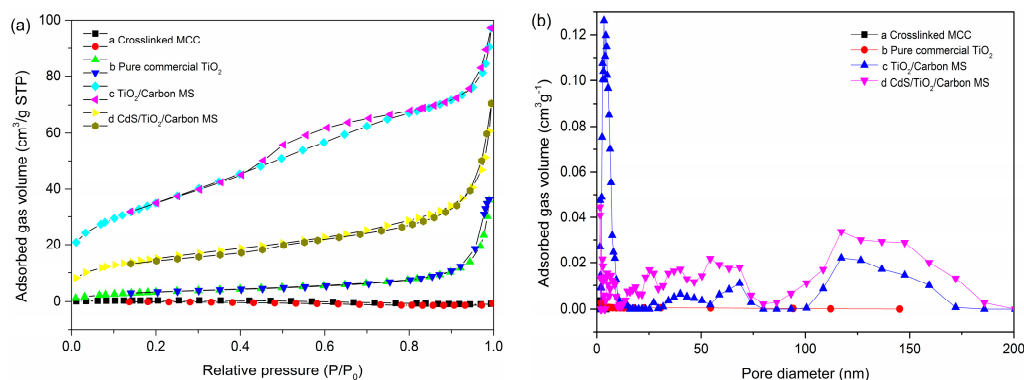 (a)
a Crosslinked MCC
b Pure commercial TiO₂
c TiO₂/Carbon MS
d CdS/TiO₂/Carbon MS
Adsorbed gas volume (cm³/g STP)
100
80
60
40
20
0
0.0 0.2 0.4 0.6 0.8 1.0
Relative pressure (P/P₀)
(b)
a Crosslinked MCC
b Pure commercial TiO₂
c TiO₂/Carbon MS
d CdS/TiO₂/Carbon MS
Adsorbed gas volume (cm³g⁻¹)
0.12
0.10
0.08
0.06
0.04
0.02
0.00
0 50 100 150 200
Pore diameter (nm)